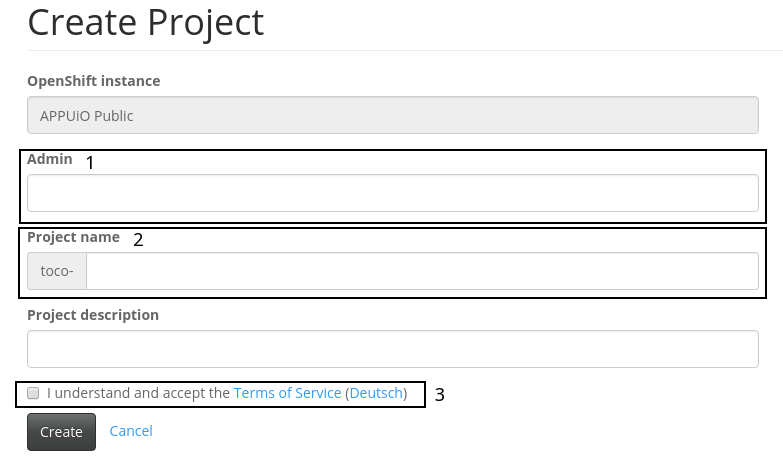 Create Project
OpenShift instance
APPUiO Public
Admin 1
Project name 2
toco-
Project description
I understand and accept the Terms of Service (Deutsch) 3
Create Cancel